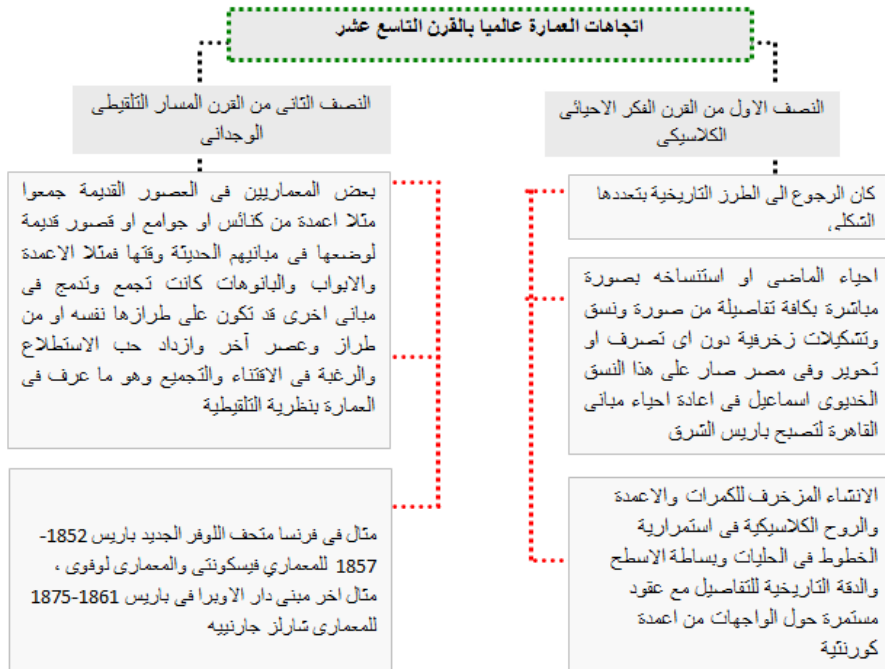 اتجاهات العمارة عالميا بالقرن التاسع عشر
النصف الاول من القرن الفكر الاحيائى
الكلاسيكى
كان الرجوع الى الطرز التاريخية بتعددها
الشكلى
احياء الماضى او استنساخه بصورة
مباشرة بكافة تفاصيلة من صورة ونسق
وتشكيلات زخرفية دون اى تصرف او
تحوير وفى مصر صار على هذا النسق
الخديوى اسماعيل فى اعادة احياء مبانى
القاهرة لتصبح باريس الشرق
الانشاء المزخرف للكمرات والاعمدة
والروح الكلاسيكية فى استمرارية
الخطوط فى الحليات وبساطة الاسطح
والدقة التاريخية للتفاصيل مع عقود
مستمرة حول الواجهات من اعمدة
كورنثية
النصف الثانى من القرن المسار التلقيطى
الوجدانى
بعض المعماريين فى العصور القديمة جمعوا
مثلا اعمدة من كنائس او جوامع او قصور قديمة
لوضعها فى مبانيهم الحديثة وقتها فمثلا الاعمدة
والابواب والبانوهات كانت تجمع وتدمج فى
مبانى اخرى قد تكون على طرازها نفسه او من
طراز وعصر آخر وازداد حب الاستطلاع
والرغبة فى الاقتناء والتجميع وهو ما عرف فى
العمارة بنظرية التلقيطية
مثال فى فرنسا متحف اللوفر الجديد باريس 1852-
1857 للمعماري فيسكونتى والمعمارى لوفوى ،
مثال اخر مبنى دار الاوبرا فى باريس 1861-1875
للمعمارى شارلز جارنييه